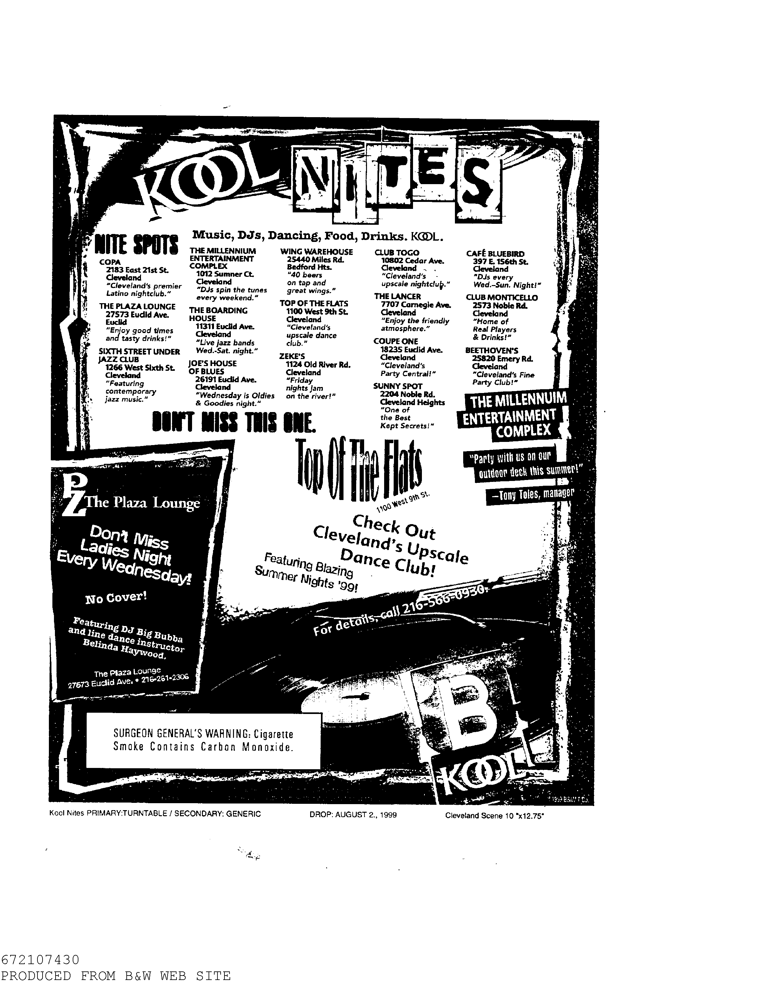 KOOL NITES
Music, DJs, Dancing, Food, Drinks. KOOL.
NITE SPOTS
COPA
2183 East 21st St.
Cleveland
"Cleveland's premier
Latino nightclub."
THE PLAZA LOUNGE
27573 Euclid Ave.
Euclid
"Enjoy good times
and tasty drinks!"
SIXTH STREET UNDER
JAZZ CLUB
1266 West Sixth St.
Cleveland
"Featuring
contemporary
jazz music."
THE MILLENNIUM
ENTERTAINMENT
COMPLEX
1012 Sumner Ct.
Cleveland
"DJs spin the tunes
every weekend."
THE BOARDING
HOUSE
11311 Euclid Ave.
Cleveland
"Live jazz bands
Wed.-Sat. night."
JOE'S HOUSE
OF BLUES
26191 Euclid Ave.
Cleveland
"Wednesday is Oldies
& Goodies night."
WING WAREHOUSE
25440 Miles Rd.
Bedford Hts.
"40 beers
on tap and
great wings."
TOP OF THE FLATS
1100 West 9th St.
Cleveland
"Cleveland's
upscale dance
club."
ZEKE'S
1124 Old River Rd.
Cleveland
"Friday
nights Jam
on the river!"
CLUB TOGO
10802 Cedar Ave.
Cleveland
"Cleveland's
upscale nightclub."
THE LANCER
7707 Carnegie Ave.
Cleveland
"Enjoy the friendly
atmosphere."
COUPE ONE
18235 Euclid Ave.
Cleveland
"Cleveland's
Party Central!"
SUNNY SPOT
2204 Noble Rd.
Cleveland Heights
"One of
the Best
Kept Secrets!"
CAFÉ BLUEBIRD
397 E. 156th St.
Cleveland
"DJs every
Wed.-Sun. Night!"
CLUB MONTICELLO
2573 Noble Rd.
Cleveland
"Home of
Real Players
& Drinks!"
BEETHOVEN'S
25820 Emery Rd.
Cleveland
"Cleveland's Fine
Party Club!"
DON'T MISS THIS ONE.
THE MILLENNUIM
ENTERTAINMENT
COMPLEX
"Party with us on our
outdoor deck this summer!"
—Tony Toles, manager
Top Of The Flats
1100 West 9th St.
Check Out
Cleveland's Upscale
Dance Club!
Featuring Blazing
Summer Nights '99!
For details, call 216-566-0930.
PZ
The Plaza Lounge
Don't Miss
Ladies Night
Every Wednesday!
No Cover!
Featuring DJ Big Bubba
and line dance instructor
Belinda Haywood.
The Plaza Lounge
27673 Euclid Ave. • 216-261-2306
B
KOOL
SURGEON GENERAL'S WARNING: Cigarette
Smoke Contains Carbon Monoxide.
Kool Nites PRIMARY:TURNTABLE / SECONDARY: GENERIC
DROP: AUGUST 2., 1999
Cleveland Scene 10 "x12.75"
672107430
PRODUCED FROM B&W WEB SITE